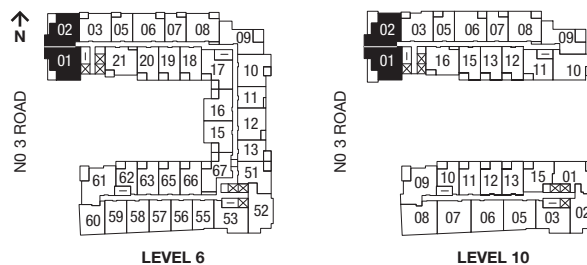 N
02 03 05 06 07 08
09
01 21 20 19 18 17 10
11
16
12
15
13
67 51
61 62 63 65 66
60 59 58 57 56 55 53 52
NO 3 ROAD
LEVEL 6
02 03 05 06 07 08
09
01 16 15 13 12 11 10
09 10 11 12 13 15 01
08 07 06 05 03 02
NO 3 ROAD
LEVEL 10